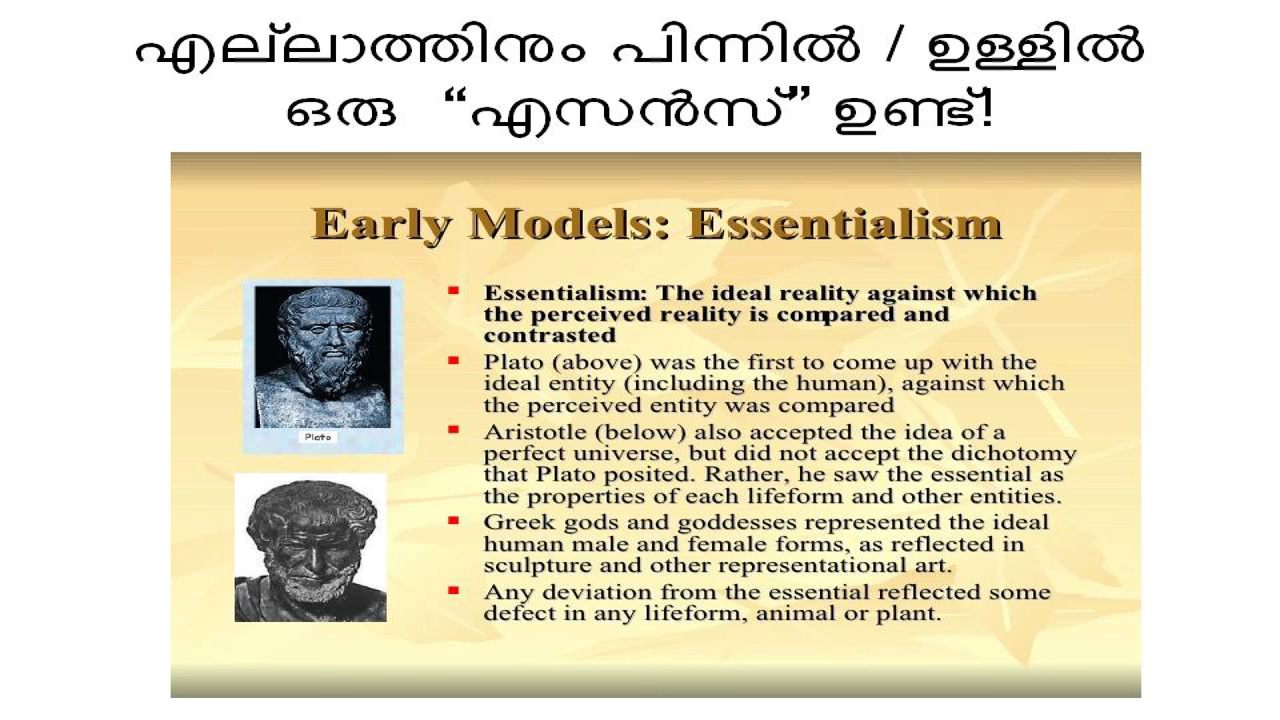 എല്ലാത്തിനും പിന്നിൽ / ഉള്ളിൽ
ഒരു “എസൻസ്” ഉണ്ട്!
Early Models: Essentialism
Essentialism: The ideal reality against which
the perceived reality is compared and
contrasted
Plato (above) was the first to come up with the
ideal entity (including the human), against which
the perceived entity was compared
Plato
Aristotle (below) also accepted the idea of a
perfect universe, but did not accept the dichotomy
that Plato posited. Rather, he saw the essential as
the properties of each lifeform and other entities.
Greek gods and goddesses represented the ideal
human male and female forms, as reflected in
sculpture and other representational art.
Any deviation from the essential reflected some
defect in any lifeform, animal or plant.